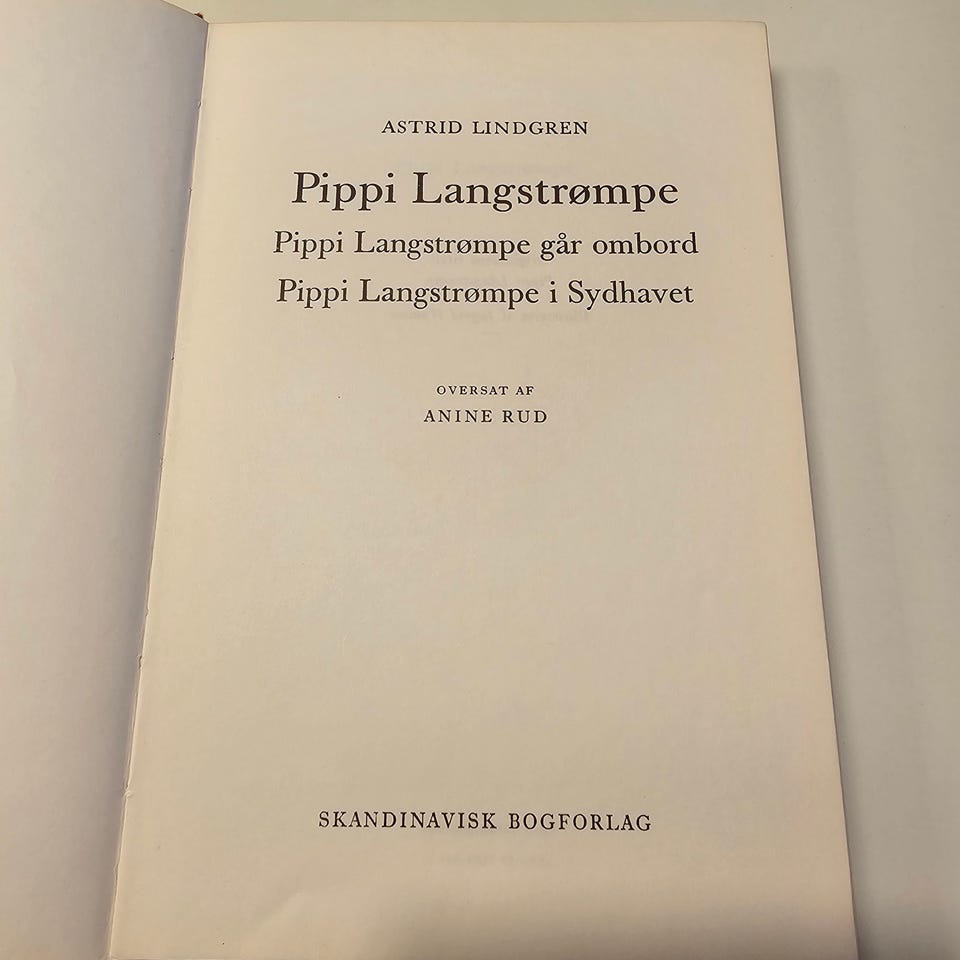 ASTRID LINDGREN
Pippi Langstrømpe
Pippi Langstrømpe går ombord
Pippi Langstrømpe i Sydhavet
OVERSAT AF
ANINE RUD
SKANDINAVISK BOGFORLAG